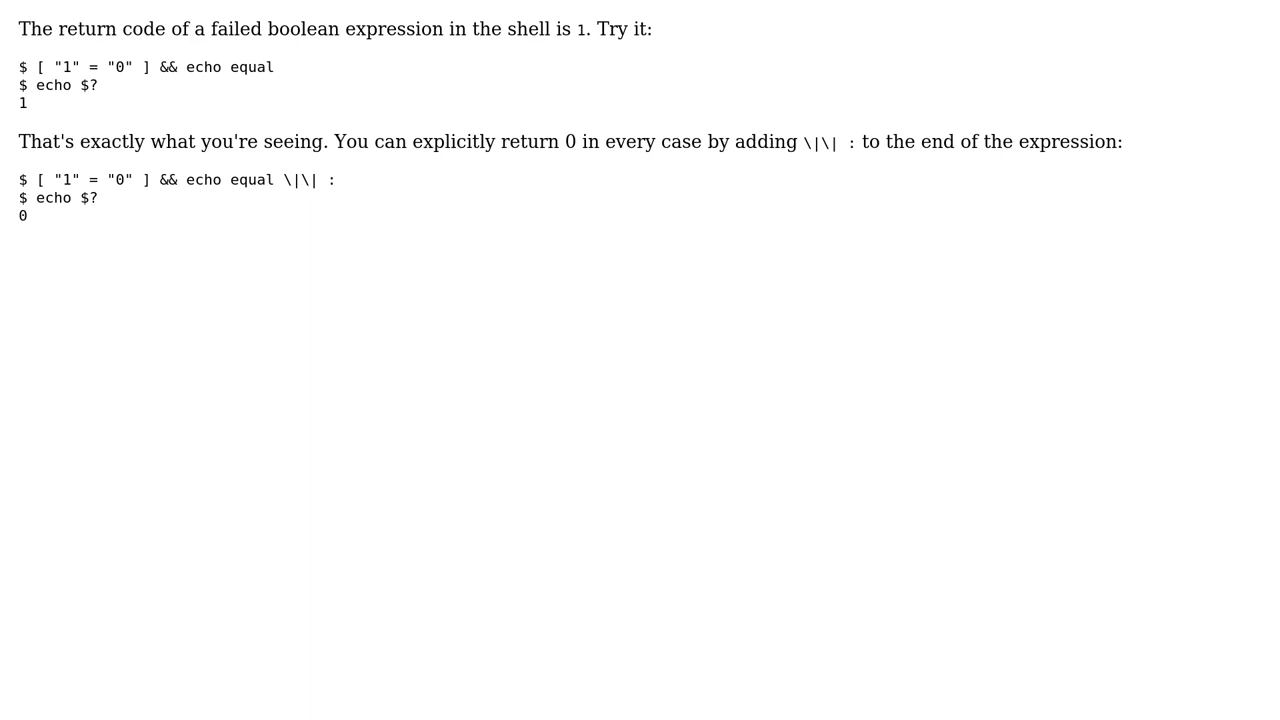 The return code of a failed boolean expression in the shell is 1. Try it:
$ [ "1" = "0" ] && echo equal
$ echo $?
1
That's exactly what you're seeing. You can explicitly return 0 in every case by adding \|\| : to the end of the expression:
$ [ "1" = "0" ] && echo equal \|\| :
$ echo $?
0